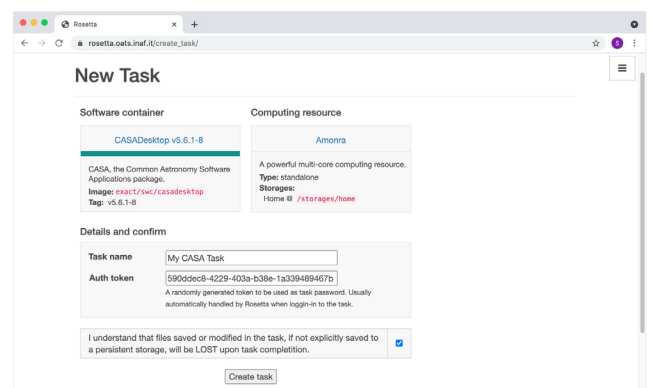 Rosetta
rosetta.oats.inaf.it/create_task/
S
New Task
Software container
Computing resource
CASADesktop v5.6.1-8
CASA, the Common Astronomy Software
Applications package.
Image: exact/swc/casadesktop
Tag: v5.6.1-8
Amonra
A powerful multi-core computing resource.
Type: standalone
Storages:
Home @ /storages/home
Details and confirm
Task name
My CASA Task
Auth token
590ddec8-4229-403a-b38e-1a339489467b
A randomly generated token to be used as task password. Usually
automatically handled by Rosetta when loggin-in to the task.
I understand that files saved or modified in the task, if not explicitly saved to
a persistent storage, will be LOST upon task completition.
Create task